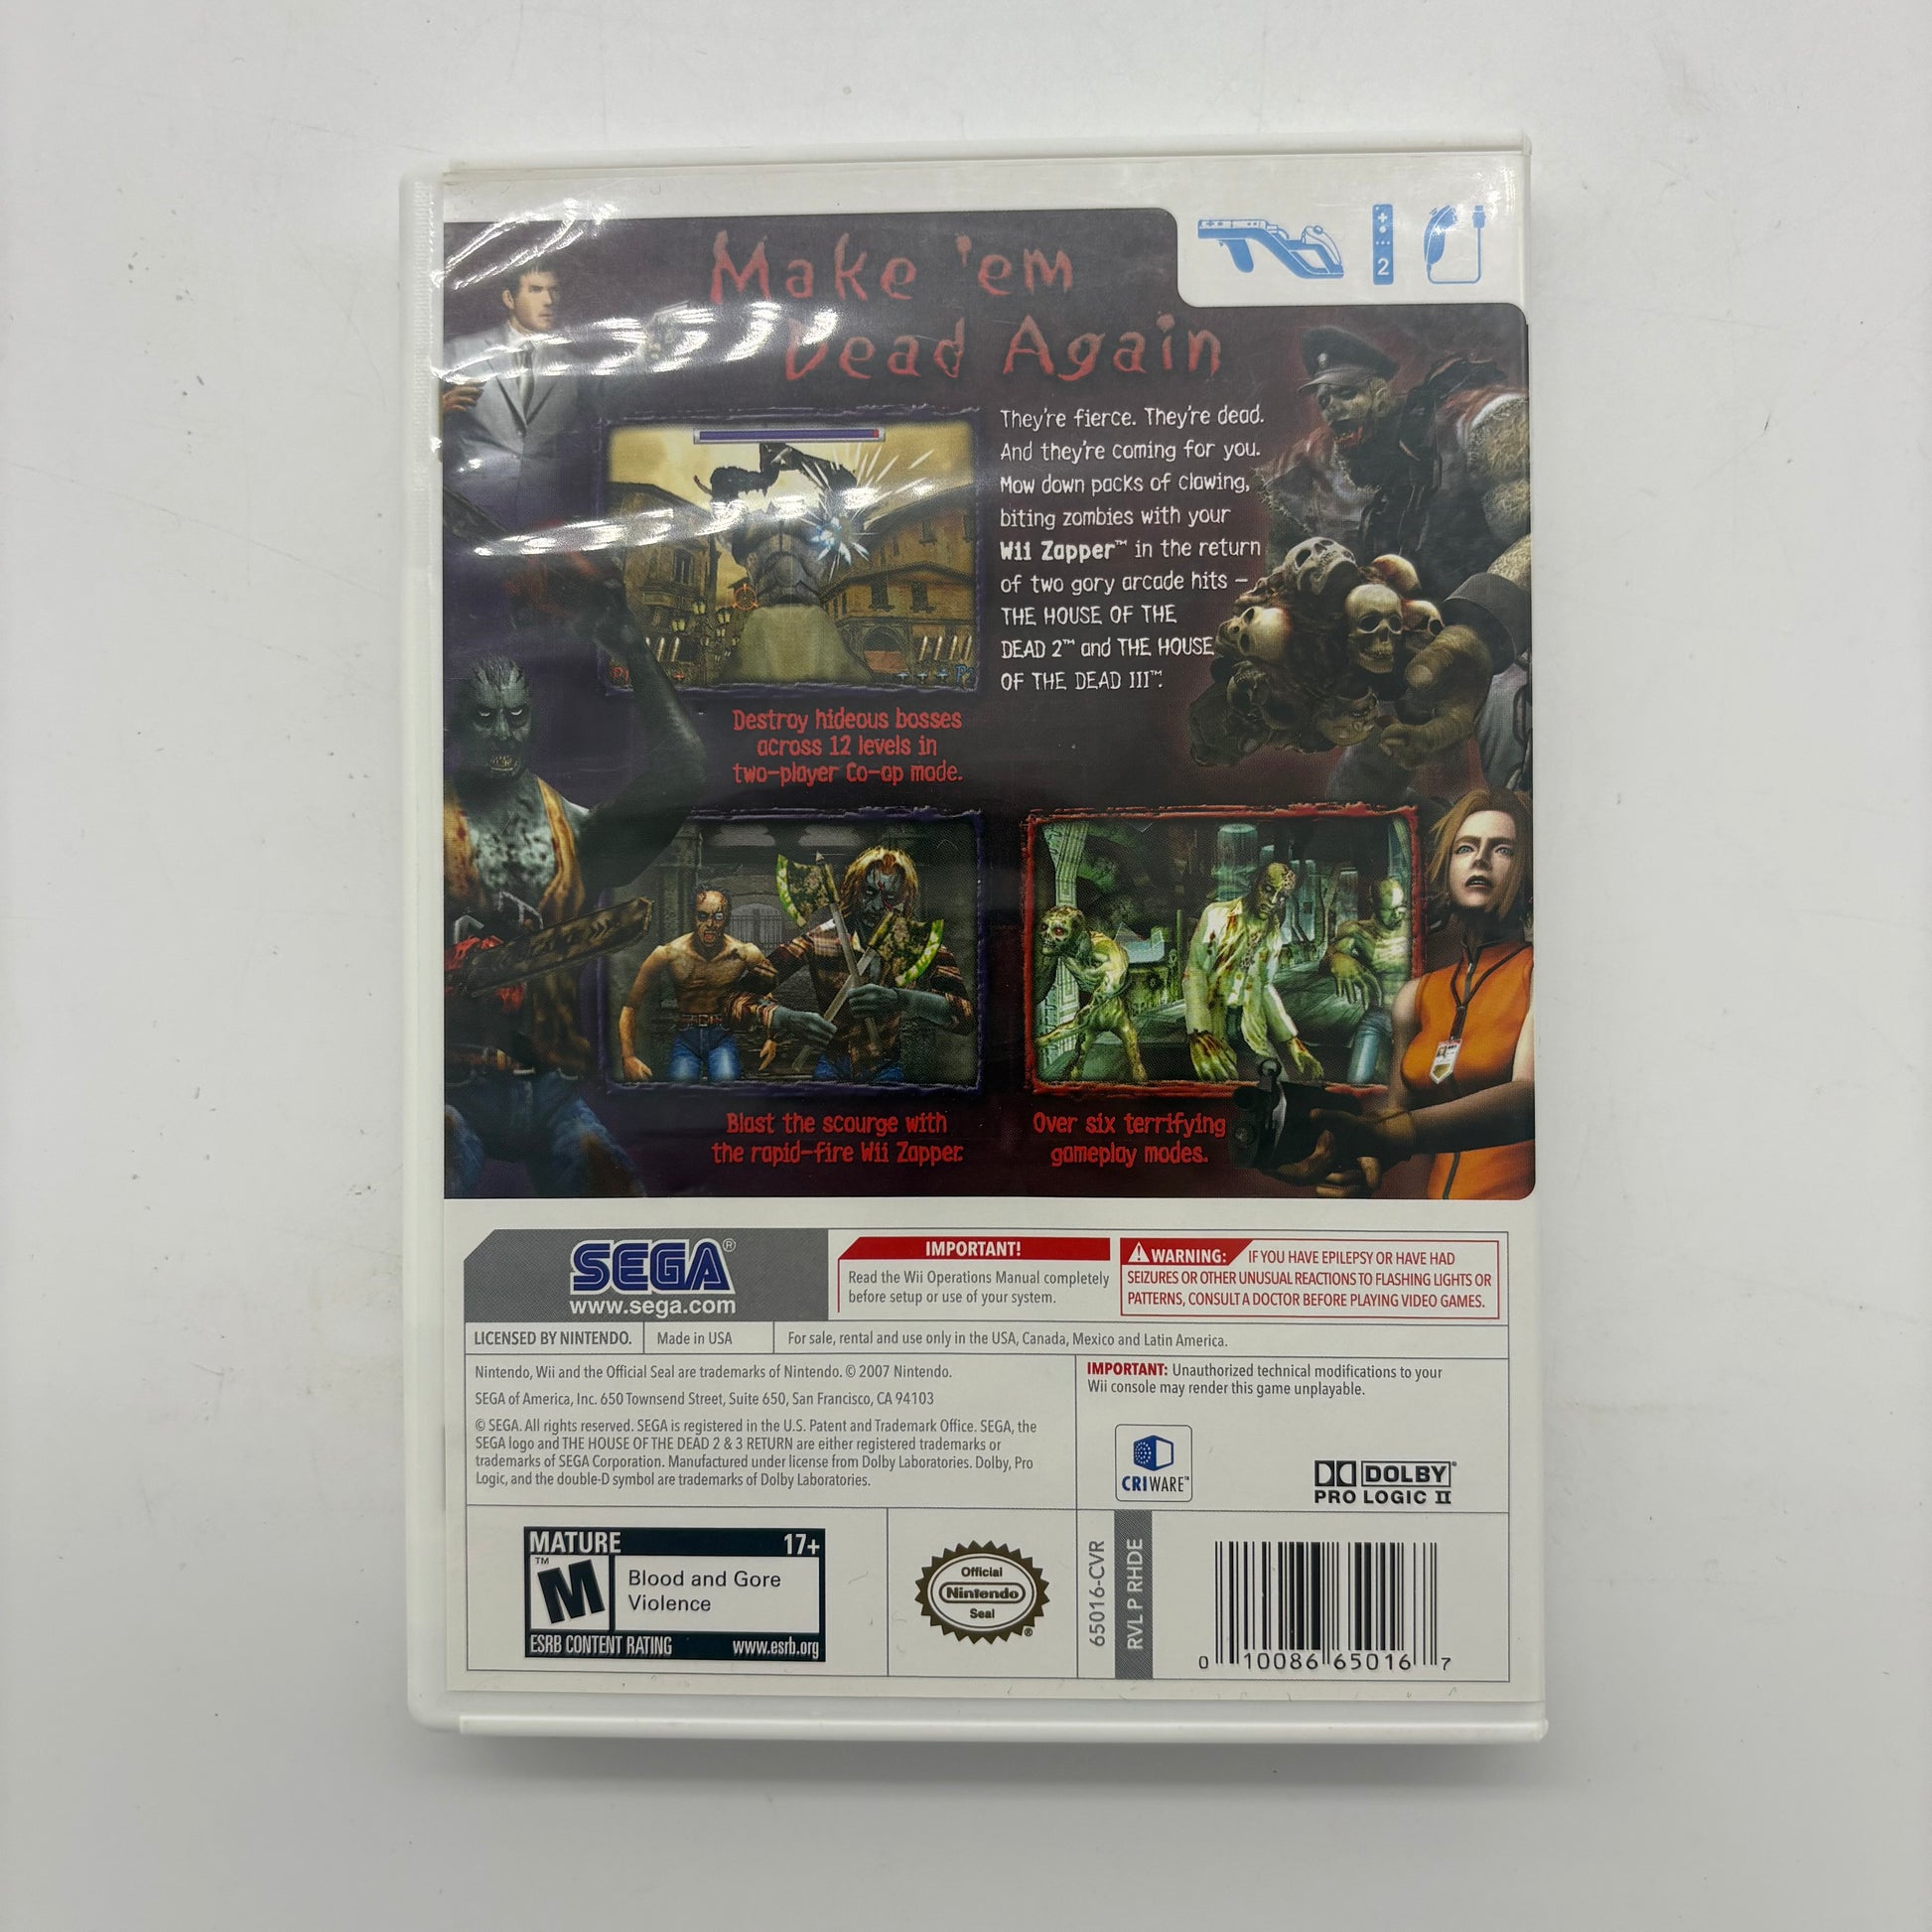 Make 'em
Dead Again
2
They're fierce. They're dead.
And they're coming for you.
Mow down packs of clawing,
biting zombies with your
Wii Zapper™ in the return
of two gory arcade hits –
THE HOUSE OF THE
DEAD 2™ and THE HOUSE
OF THE DEAD III™.
Destroy hideous bosses
across 12 levels in
two-player Co-op mode.
Blast the scourge with
the rapid-fire Wii Zapper.
Over six terrifying
gameplay modes.
SEGA®
www.sega.com
IMPORTANT!
Read the Wii Operations Manual completely
before setup or use of your system.
WARNING: IF YOU HAVE EPILEPSY OR HAVE HAD
SEIZURES OR OTHER UNUSUAL REACTIONS TO FLASHING LIGHTS OR
PATTERNS, CONSULT A DOCTOR BEFORE PLAYING VIDEO GAMES.
LICENSED BY NINTENDO.
Made in USA
For sale, rental and use only in the USA, Canada, Mexico and Latin America.
Nintendo, Wii and the Official Seal are trademarks of Nintendo. © 2007 Nintendo.
SEGA of America, Inc. 650 Townsend Street, Suite 650, San Francisco, CA 94103
© SEGA. All rights reserved. SEGA is registered in the U.S. Patent and Trademark Office. SEGA, the
SEGA logo and THE HOUSE OF THE DEAD 2 & 3 RETURN are either registered trademarks or
trademarks of SEGA Corporation. Manufactured under license from Dolby Laboratories. Dolby, Pro
Logic, and the double-D symbol are trademarks of Dolby Laboratories.
IMPORTANT: Unauthorized technical modifications to your
Wii console may render this game unplayable.
CRIWARE™
DOLBY®
PRO LOGIC II
MATURE 17+
M™
Blood and Gore
Violence
ESRB CONTENT RATING www.esrb.org
Official
Nintendo
Seal®
65016-CVR
RVL P RHDE
0 10086 65016 7